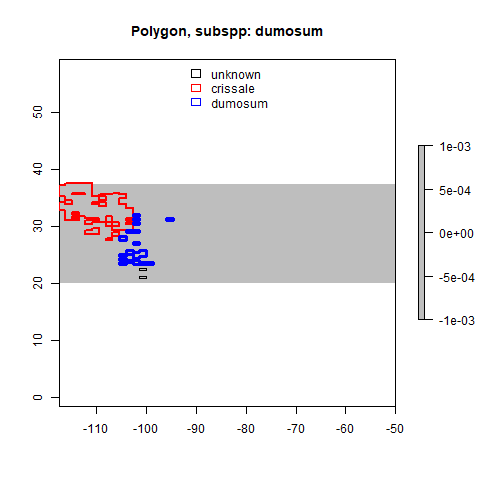 Polygon, subspp: dumosum
unknown
crissale
dumosum
50
40
30
20
10
0
-110
-100
-90
-80
-70
-60
-50
1e-03
5e-04
0e+00
-5e-04
-1e-03